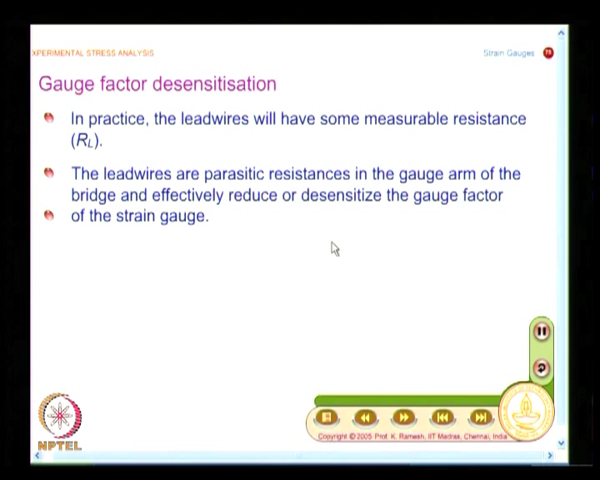 XPERIMENTAL STRESS ANALYSIS
Strain Gauges 75
Gauge factor desensitisation
In practice, the leadwires will have some measurable resistance
(RL).
The leadwires are parasitic resistances in the gauge arm of the
bridge and effectively reduce or desensitize the gauge factor
of the strain gauge.
NPTEL
Copyright © 2005 Prof. K. Ramesh, IIT Madras, Chennai, India